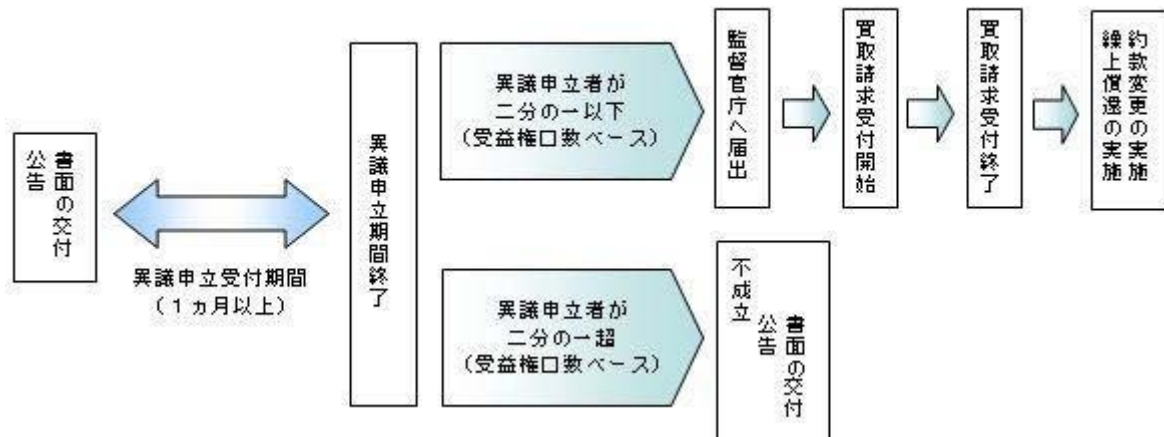 書面の交付
公告
異議申立受付期間
（１ヵ月以上）
異議申立期間終了
異議申立者が
二分の一以下
（受益権口数ベース）
監督官庁へ届出
買取請求受付開始
買取請求受付終了
約款変更の実施
繰上償還の実施
異議申立者が
二分の一超
（受益権口数ベース）
不成立
書面の交付
公告